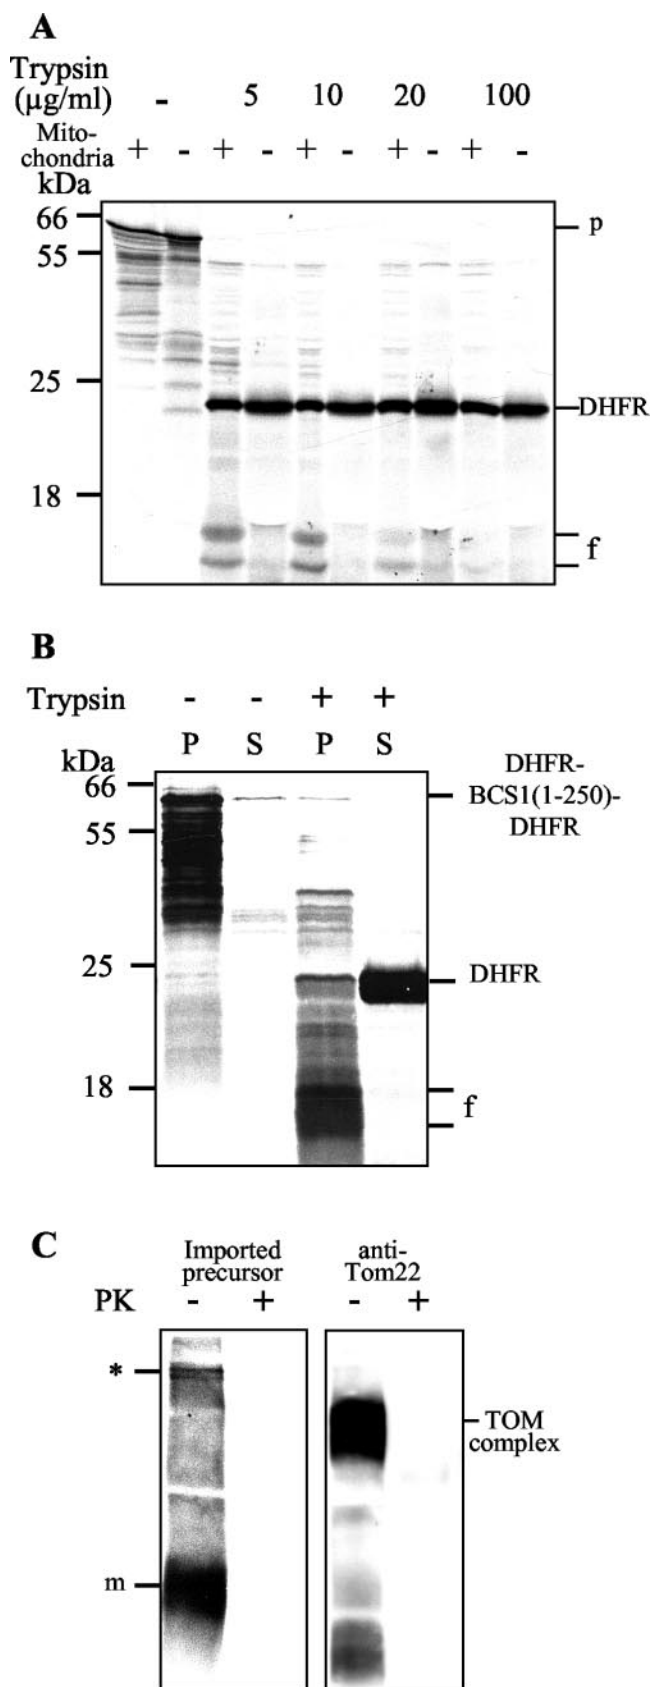 A
Trypsin
(µg/ml) - 5 10 20 100
Mito-
chondria + - + - + - + - + -
kDa
66 p
55
25
DHFR
18
f
B
Trypsin - - + +
P S P S
kDa
66
55
DHFR-
BCS1(1-250)-
DHFR
25
DHFR
18
f
C
Imported
precursor
anti-
Tom22
PK - + - +
*
TOM
complex
m